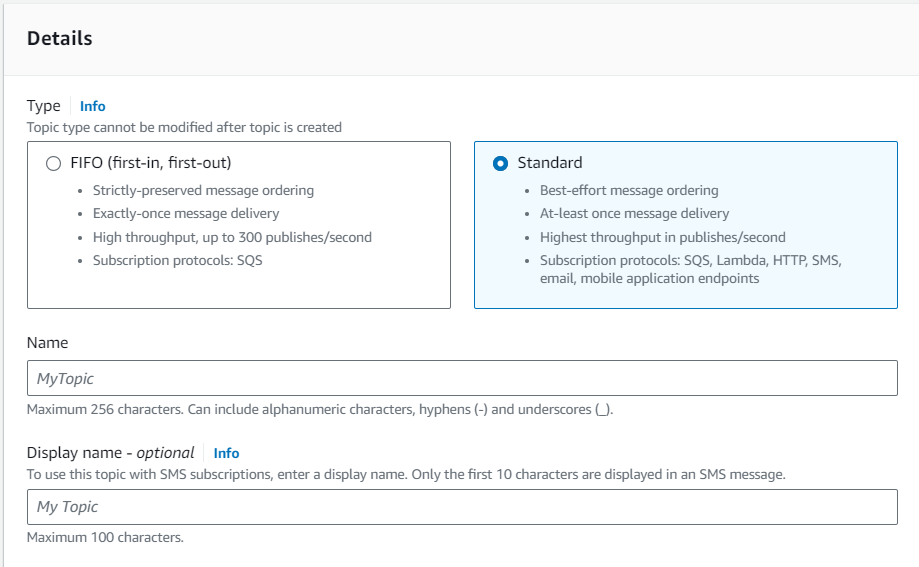 Details
Type Info
Topic type cannot be modified after topic is created
FIFO (first-in, first-out)
• Strictly-preserved message ordering
• Exactly-once message delivery
• High throughput, up to 300 publishes/second
• Subscription protocols: SQS
Standard
• Best-effort message ordering
• At-least once message delivery
• Highest throughput in publishes/second
• Subscription protocols: SQS, Lambda, HTTP, SMS,
email, mobile application endpoints
Name
MyTopic
Maximum 256 characters. Can include alphanumeric characters, hyphens (-) and underscores (_).
Display name - optional Info
To use this topic with SMS subscriptions, enter a display name. Only the first 10 characters are displayed in an SMS message.
My Topic
Maximum 100 characters.